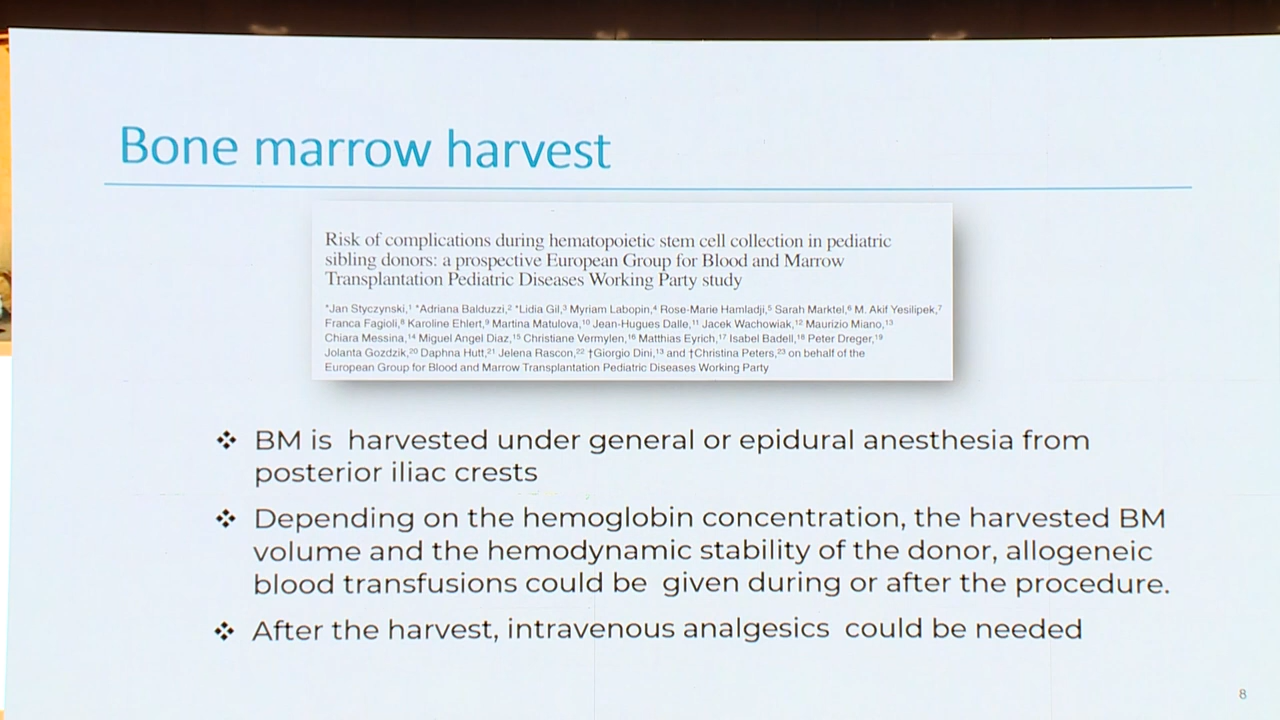 Bone marrow harvest
Risk of complications during hematopoietic stem cell collection in pediatric
sibling donors: a prospective European Group for Blood and Marrow
Transplantation Pediatric Diseases Working Party study
*Jan Styczynski,¹ *Adriana Balduzzi,² *Lidia Gil,³ Myriam Labopin,⁴ Rose-Marie Hamladji,⁵ Sarah Marktel,⁶ M. Akif Yesilipek,⁷
Franca Fagioli,⁸ Karoline Ehlert,⁹ Martina Matulova,¹⁰ Jean-Hugues Dalle,¹¹ Jacek Wachowiak,¹² Maurizio Miano,¹³
Chiara Messina,¹⁴ Miguel Angel Diaz,¹⁵ Christiane Vermylen,¹⁶ Matthias Eyrich,¹⁷ Isabel Badell,¹⁸ Peter Dreger,¹⁹
Jolanta Gozdzik,²⁰ Daphna Hutt,²¹ Jelena Rascon,²² †Giorgio Dini,¹³ and †Christina Peters,²³ on behalf of the
European Group for Blood and Marrow Transplantation Pediatric Diseases Working Party
❖ BM is harvested under general or epidural anesthesia from
posterior iliac crests
❖ Depending on the hemoglobin concentration, the harvested BM
volume and the hemodynamic stability of the donor, allogeneic
blood transfusions could be given during or after the procedure.
❖ After the harvest, intravenous analgesics could be needed
8